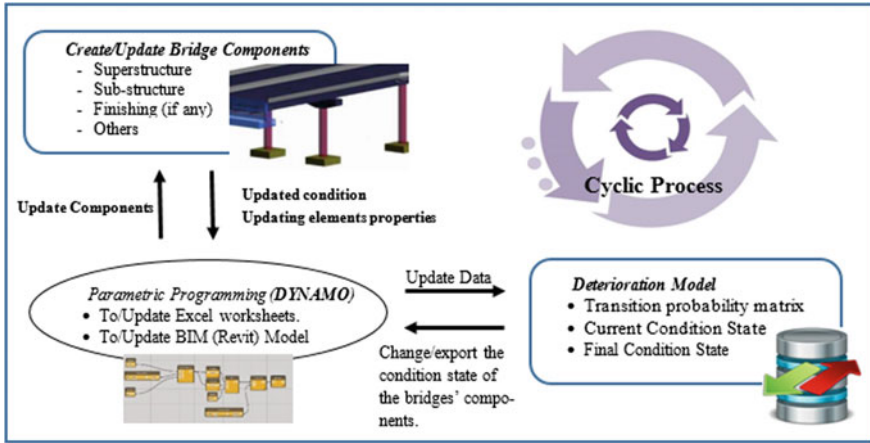 Create/Update Bridge Components
- Superstructure
- Sub-structure
- Finishing (if any)
- Others
Cyclic Process
Update Components
Updated condition
Updating elements properties
Parametric Programming (DYNAMO)
• To/Update Excel worksheets.
• To/Update BIM (Revit) Model
Update Data
Change/export the
condition state of
the bridges' compo-
nents.
Deterioration Model
• Transition probability matrix
• Current Condition State
• Final Condition State